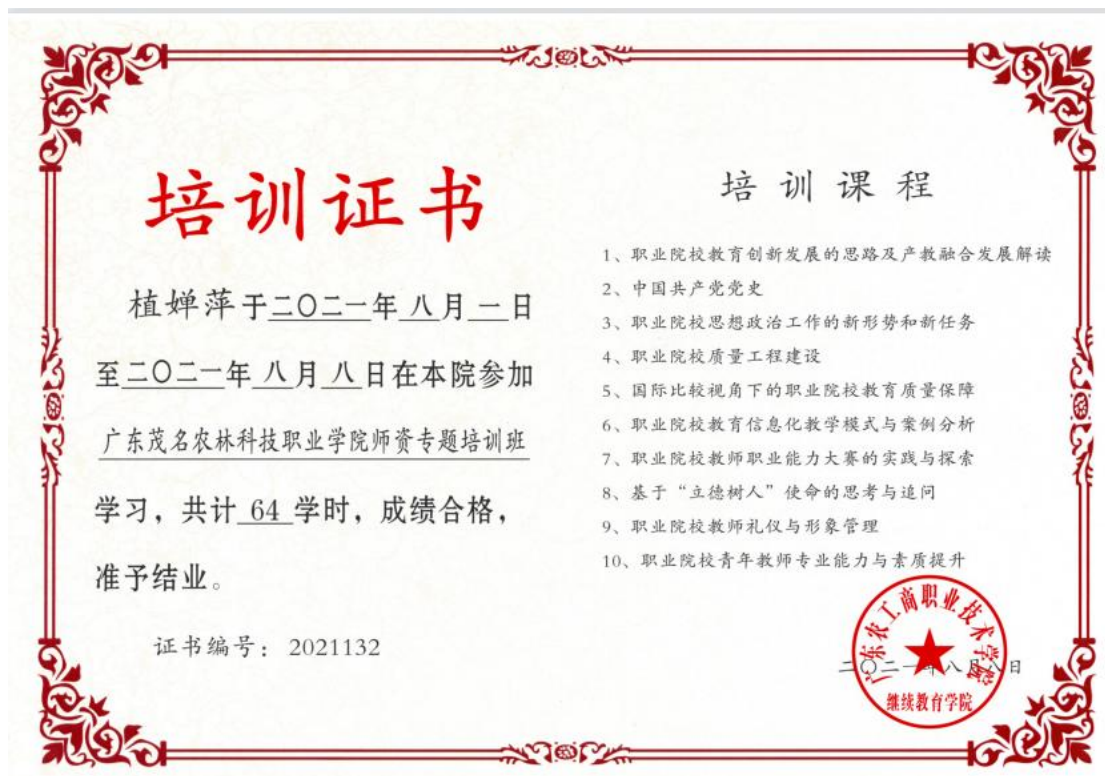 培训证书
植婵萍于二〇二一年八月一日
至二〇二一年八月八日在本院参加
广东茂名农林科技职业学院师资专题培训班
学习，共计 64 学时，成绩合格，
准予结业。
证书编号：2021132
培训课程
1、职业院校教育创新发展的思路及产教融合发展解读
2、中国共产党党史
3、职业院校思想政治工作的新形势和新任务
4、职业院校质量工程建设
5、国际比较视角下的职业院校教育质量保障
6、职业院校教育信息化教学模式与案例分析
7、职业院校教师职业能力大赛的实践与探索
8、基于“立德树人”使命的思考与追问
9、职业院校教师礼仪与形象管理
10、职业院校青年教师专业能力与素质提升
广东农工商职业技术学院
二〇二一年八月八日
继续教育学院